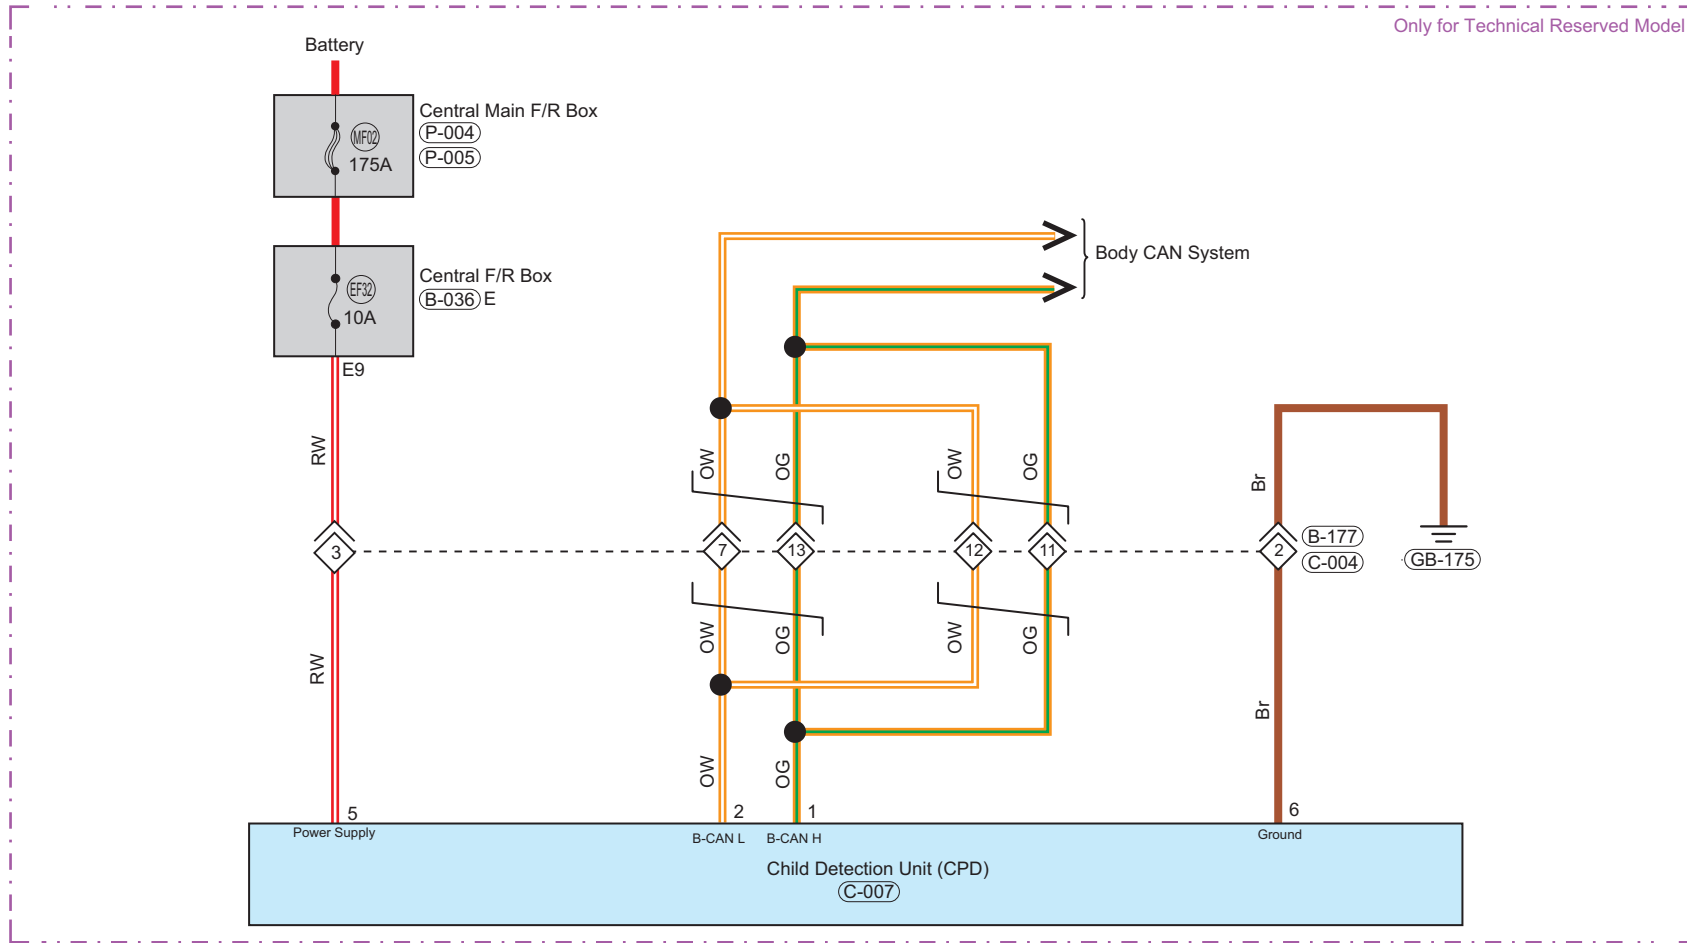 Only for Technical Reserved Model
Battery
Central Main F/R Box
P-004
MF02
175A
P-005
Body CAN System
Central F/R Box
EF32
B-036 E
10A
E9
RW
OW
OG
OW
OG
Br
3
7
13
12
11
2
B-177
C-004
GB-175
RW
OW
OG
OW
OG
Br
OW
OG
5
2
1
6
Power Supply
B-CAN L
B-CAN H
Ground
Child Detection Unit (CPD)
C-007